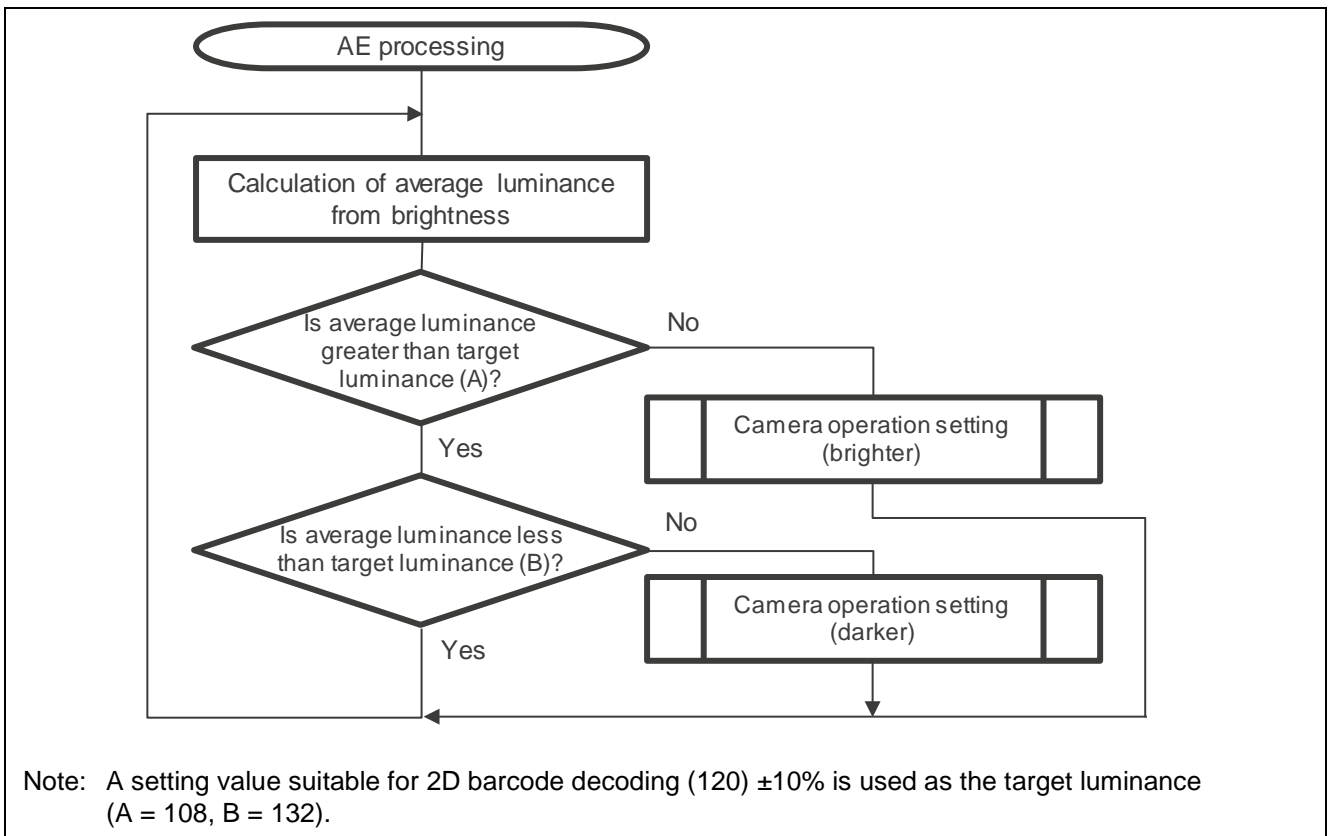 AE processing
Calculation of average luminance
from brightness
Is average luminance
greater than target
luminance (A)?
No
Camera operation setting
(brighter)
Yes
Is average luminance less
than target luminance (B)?
No
Camera operation setting
(darker)
Yes
Note: A setting value suitable for 2D barcode decoding (120) ±10% is used as the target luminance
(A = 108, B = 132).